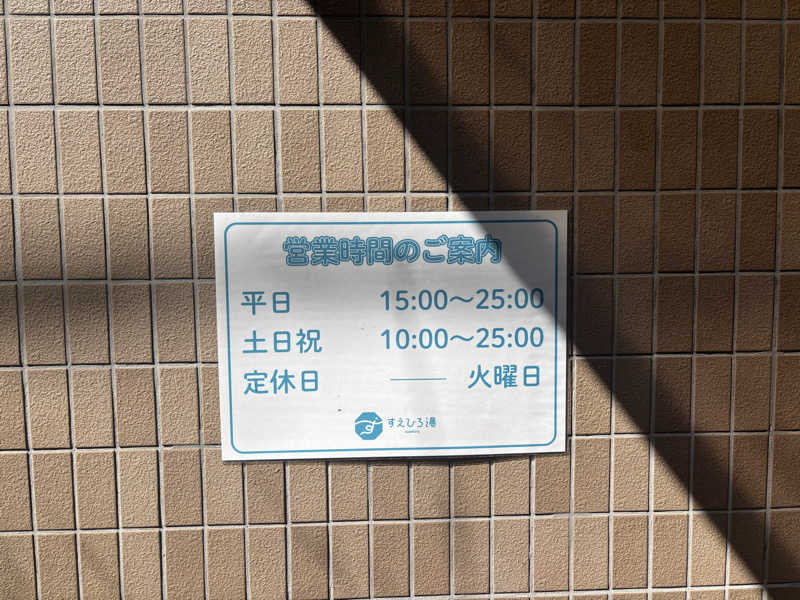 営業時間のご案内
平日 15:00〜25:00
土日祝 10:00〜25:00
定休日 ―― 火曜日
すえひろ湯